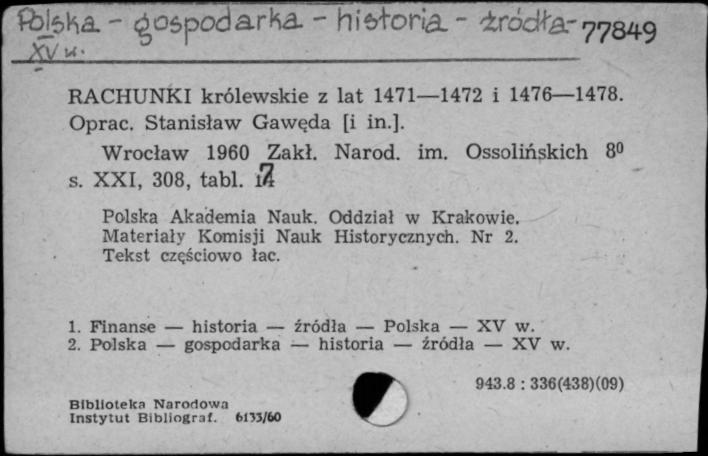 Polska - gospodarka - historia - źródła- 77849
XV w.
RACHUNKI królewskie z lat 1471—1472 i 1476—1478.
Oprac. Stanisław Gawęda [i in.].
Wrocław 1960 Zakł. Narod. im. Ossolińskich 8⁰
s. XXI, 308, tabl. 7
Polska Akademia Nauk. Oddział w Krakowie.
Materiały Komisji Nauk Historycznych. Nr 2.
Tekst częściowo łac.
1. Finanse — historia — źródła — Polska — XV w.
2. Polska — gospodarka — historia — źródła — XV w.
943.8 : 336(438)(09)
Biblioteka Narodowa
Instytut Bibliograf. 6133/60